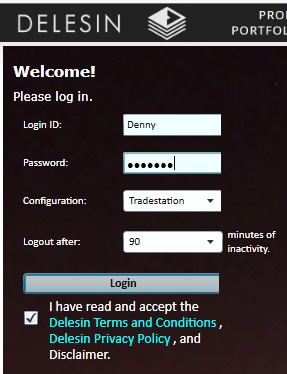 DELESIN
PRO
PORTFOL
Welcome!
Please log in.
Login ID: Denny
Password: •••••••
Configuration: Tradestation
Logout after: 90 minutes of
inactivity.
Login
I have read and accept the
Delesin Terms and Conditions ,
Delesin Privacy Policy , and
Disclaimer.